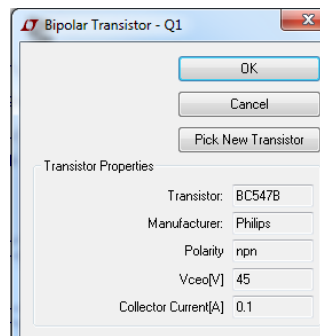 Bipolar Transistor - Q1
OK
Cancel
Pick New Transistor
Transistor Properties
Transistor: BC547B
Manufacturer: Philips
Polarity npn
Vceo[V] 45
Collector Current[A] 0.1